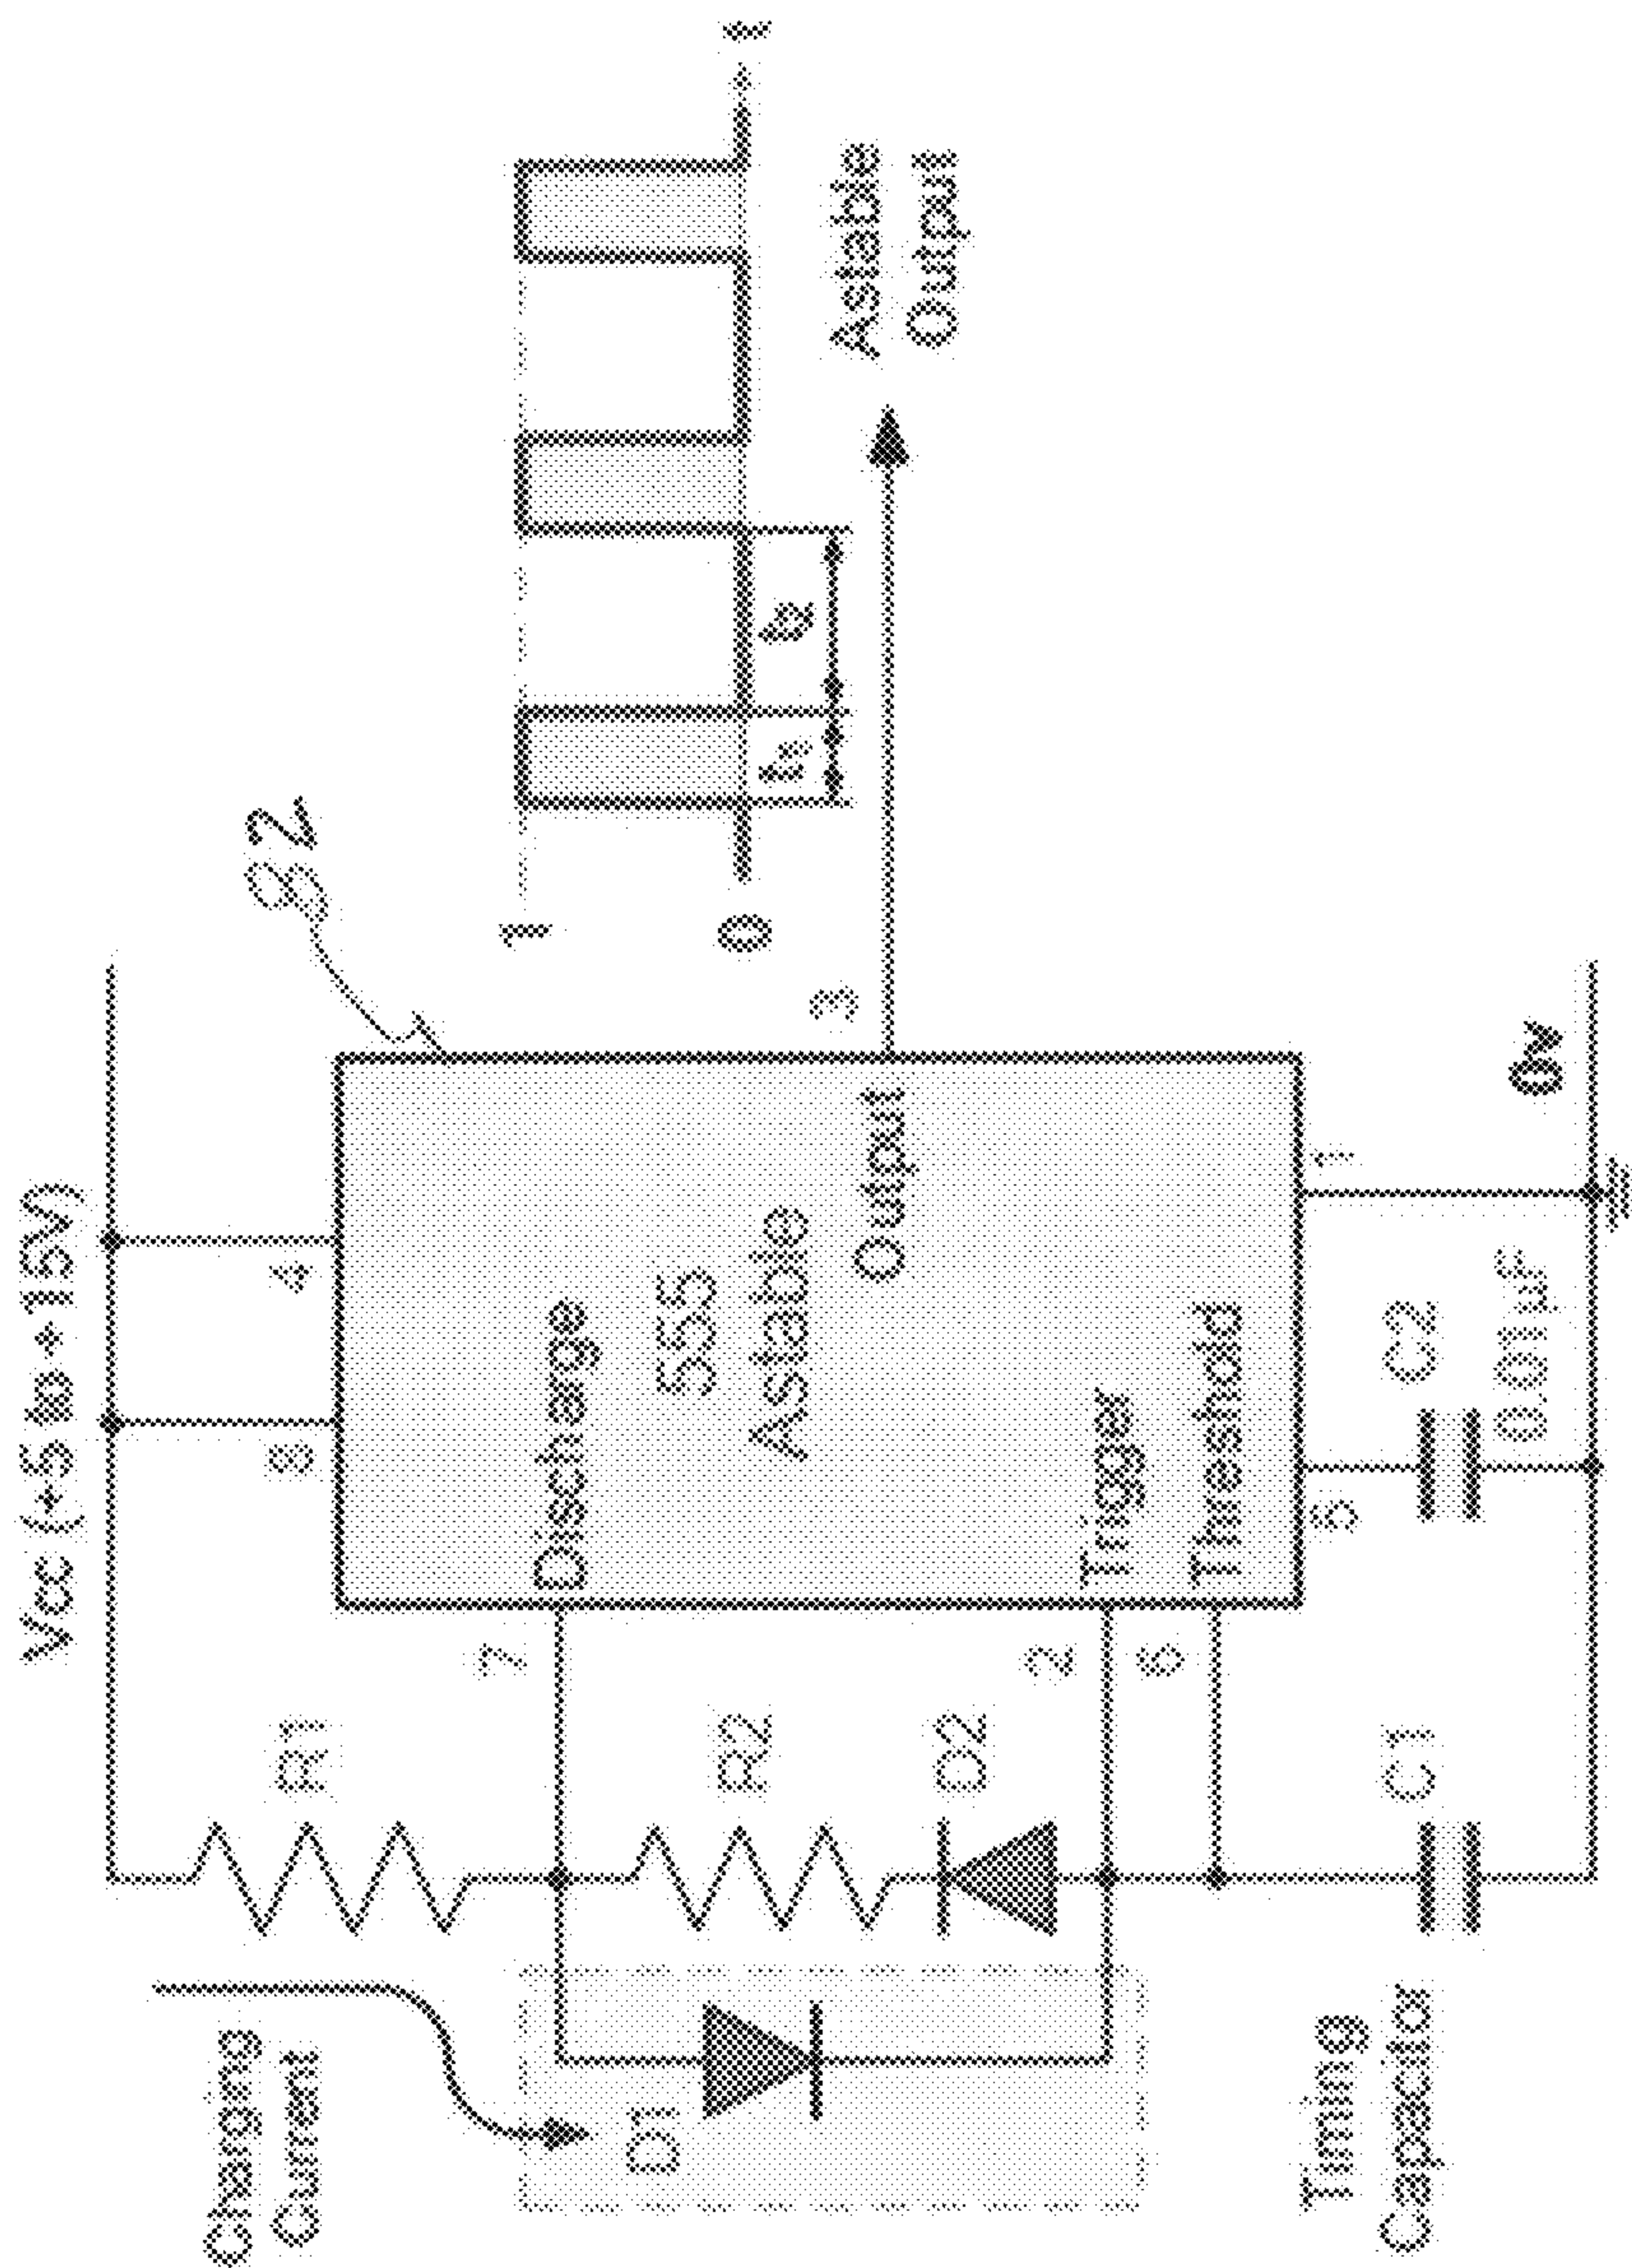 Vcc (+5 to +15V)
82
Charging
Current
R1
8
4
1
0
t
7
Discharge
555
Astable
D1
R2
D2
3
Output
Astable
Output
2
Trigger
6
Threshold
5
1
Timing
Capacitor
C1
C2
0.01µF
0v